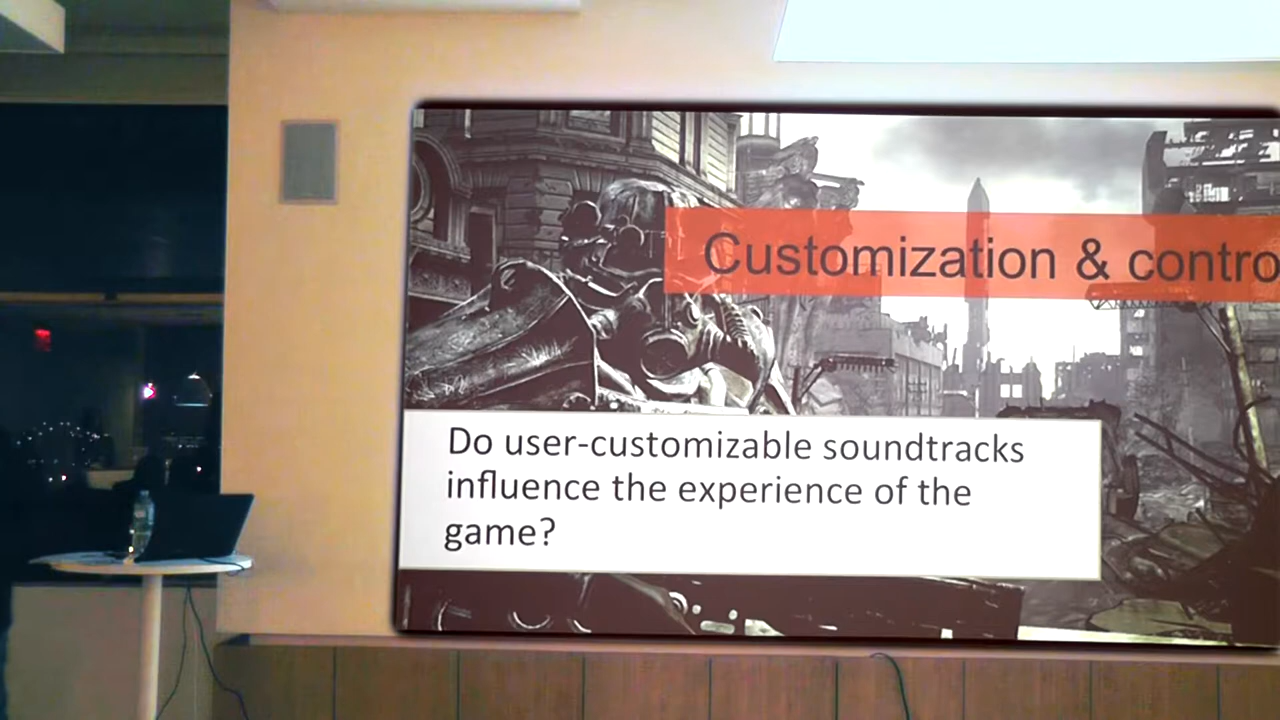 Customization & contro
Do user-customizable soundtracks
influence the experience of the
game?